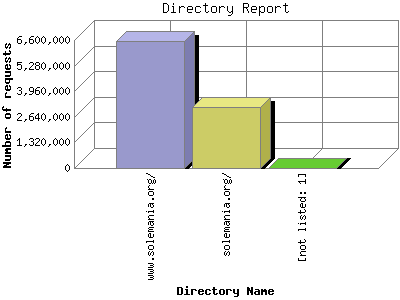 Directory Report
Number of requests
6,600,000
5,280,000
3,960,000
2,640,000
1,320,000
0
www.solemania.org/
solemania.org/
[not listed: 1]
Directory Name